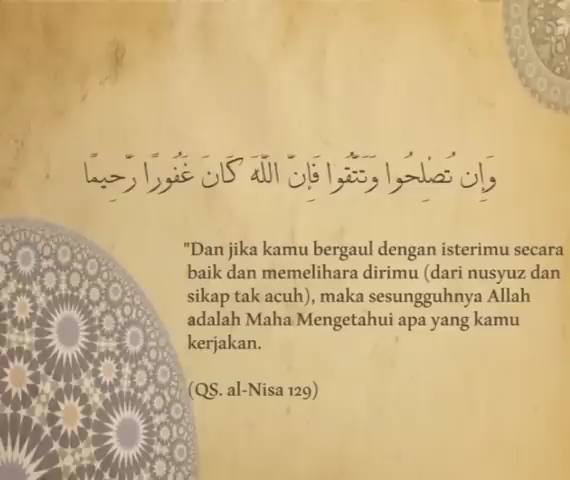 وَإِن تُصْلِحُوا وَتَتَّقُوا فَإِنَّ اللَّهَ كَانَ غَفُورًا رَّحِيمًا
"Dan jika kamu bergaul dengan isterimu secara
baik dan memelihara dirimu (dari nusyuz dan
sikap tak acuh), maka sesungguhnya Allah
adalah Maha Mengetahui apa yang kamu
kerjakan.
(QS. al-Nisa 129)